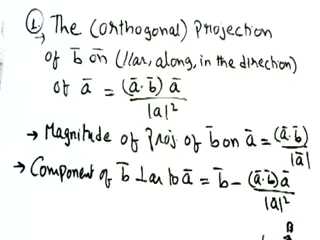 ①. The (orthogonal) Projection
of b̄ on (||ar, along, in the direction)
of ā = (ā·b̄) ā / |a|²
→ Magnitude of Proj. of b̄ on ā = (ā·b̄) / |ā|
→ Component of b̄ ⊥ar to ā = b̄ − (ā·b̄) ā / |a|²
B